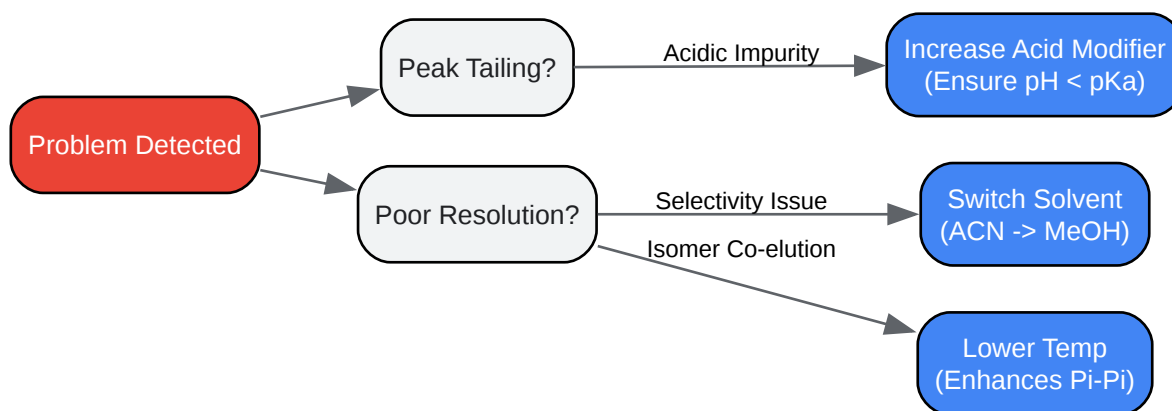 Problem Detected
Peak Tailing?
Acidic Impurity
Increase Acid Modifier
(Ensure pH < pKa)
Poor Resolution?
Selectivity Issue
Switch Solvent
(ACN -> MeOH)
Isomer Co-elution
Lower Temp
(Enhances Pi-Pi)